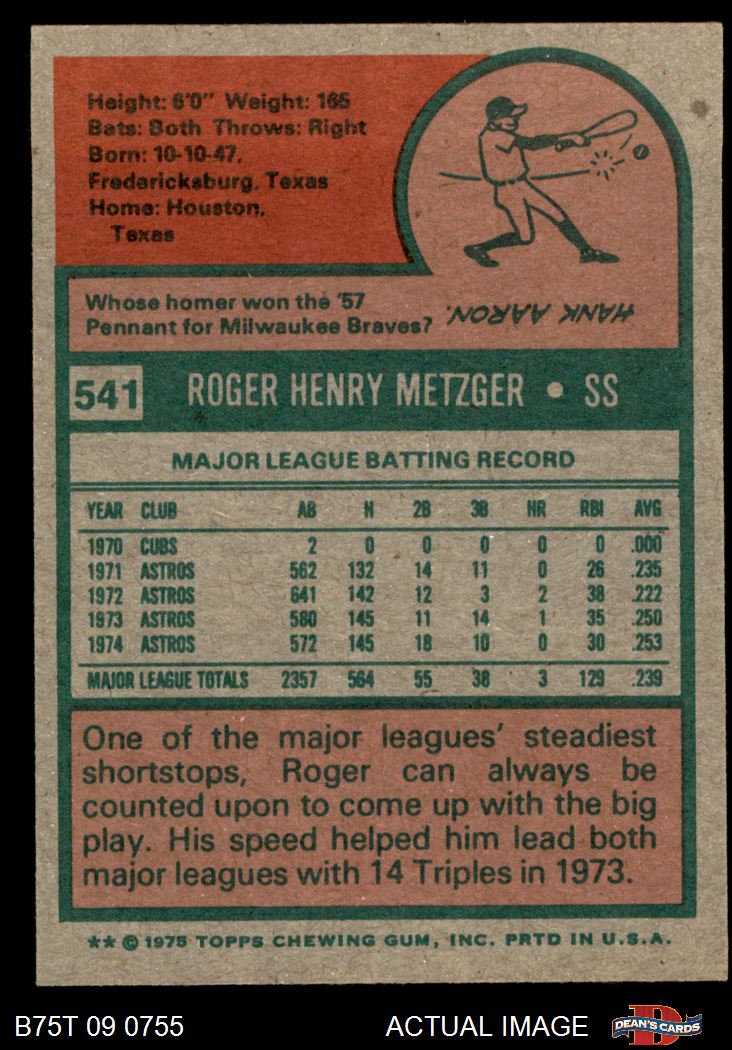 Height: 6'0" Weight: 165
Bats: Both Throws: Right
Born: 10-10-47,
Fredericksburg, Texas
Home: Houston,
Texas
Whose homer won the '57
Pennant for Milwaukee Braves?
HANK AARON.
541 ROGER HENRY METZGER • SS
MAJOR LEAGUE BATTING RECORD
YEAR CLUB AB H 2B 3B HR RBI AVG
1970 CUBS 2 0 0 0 0 0 .000
1971 ASTROS 562 132 14 11 0 26 .235
1972 ASTROS 641 142 12 3 2 38 .222
1973 ASTROS 580 145 11 14 1 35 .250
1974 ASTROS 572 145 18 10 0 30 .253
MAJOR LEAGUE TOTALS 2357 564 55 38 3 129 .239
One of the major leagues' steadiest
shortstops, Roger can always be
counted upon to come up with the big
play. His speed helped him lead both
major leagues with 14 Triples in 1973.
** © 1975 TOPPS CHEWING GUM, INC. PRTD IN U.S.A.
B75T 09 0755 ACTUAL IMAGE D DEAN'S CARDS